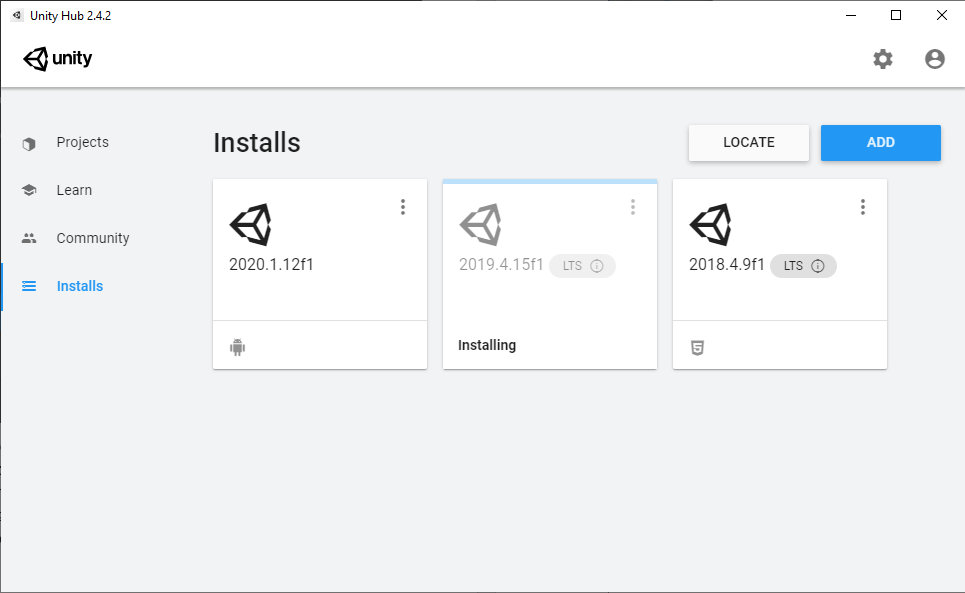 Unity Hub 2.4.2
unity
Projects
Learn
Community
Installs
Installs
LOCATE
ADD
2020.1.12f1
2019.4.15f1 LTS
Installing
2018.4.9f1 LTS